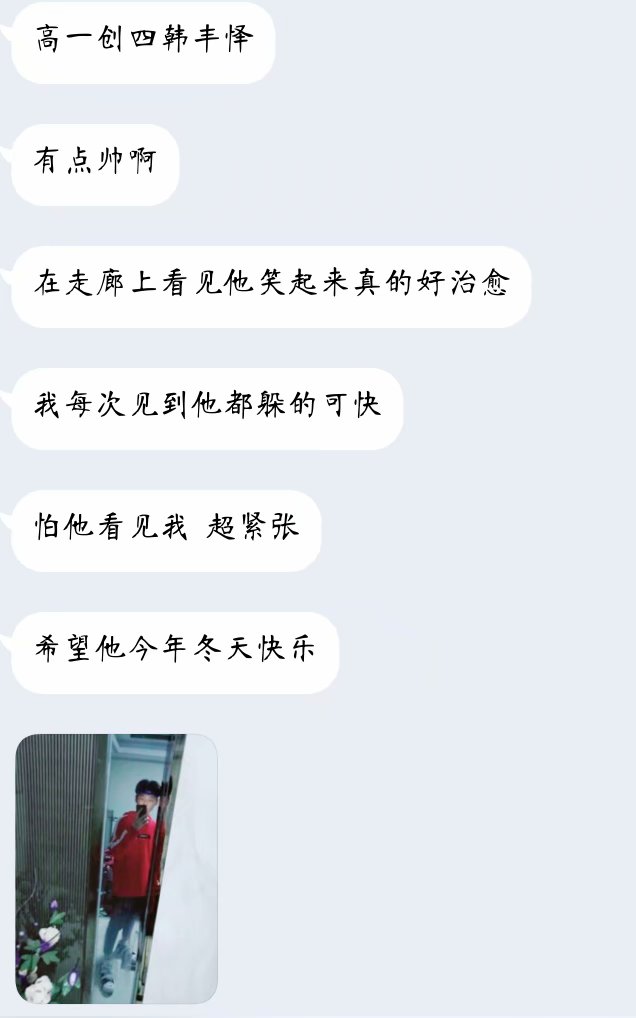 高一创四韩丰怿
有点帅啊
在走廊上看见他笑起来真的好治愈
我每次见到他都躲的可快
怕他看见我 超紧张
希望他今年冬天快乐